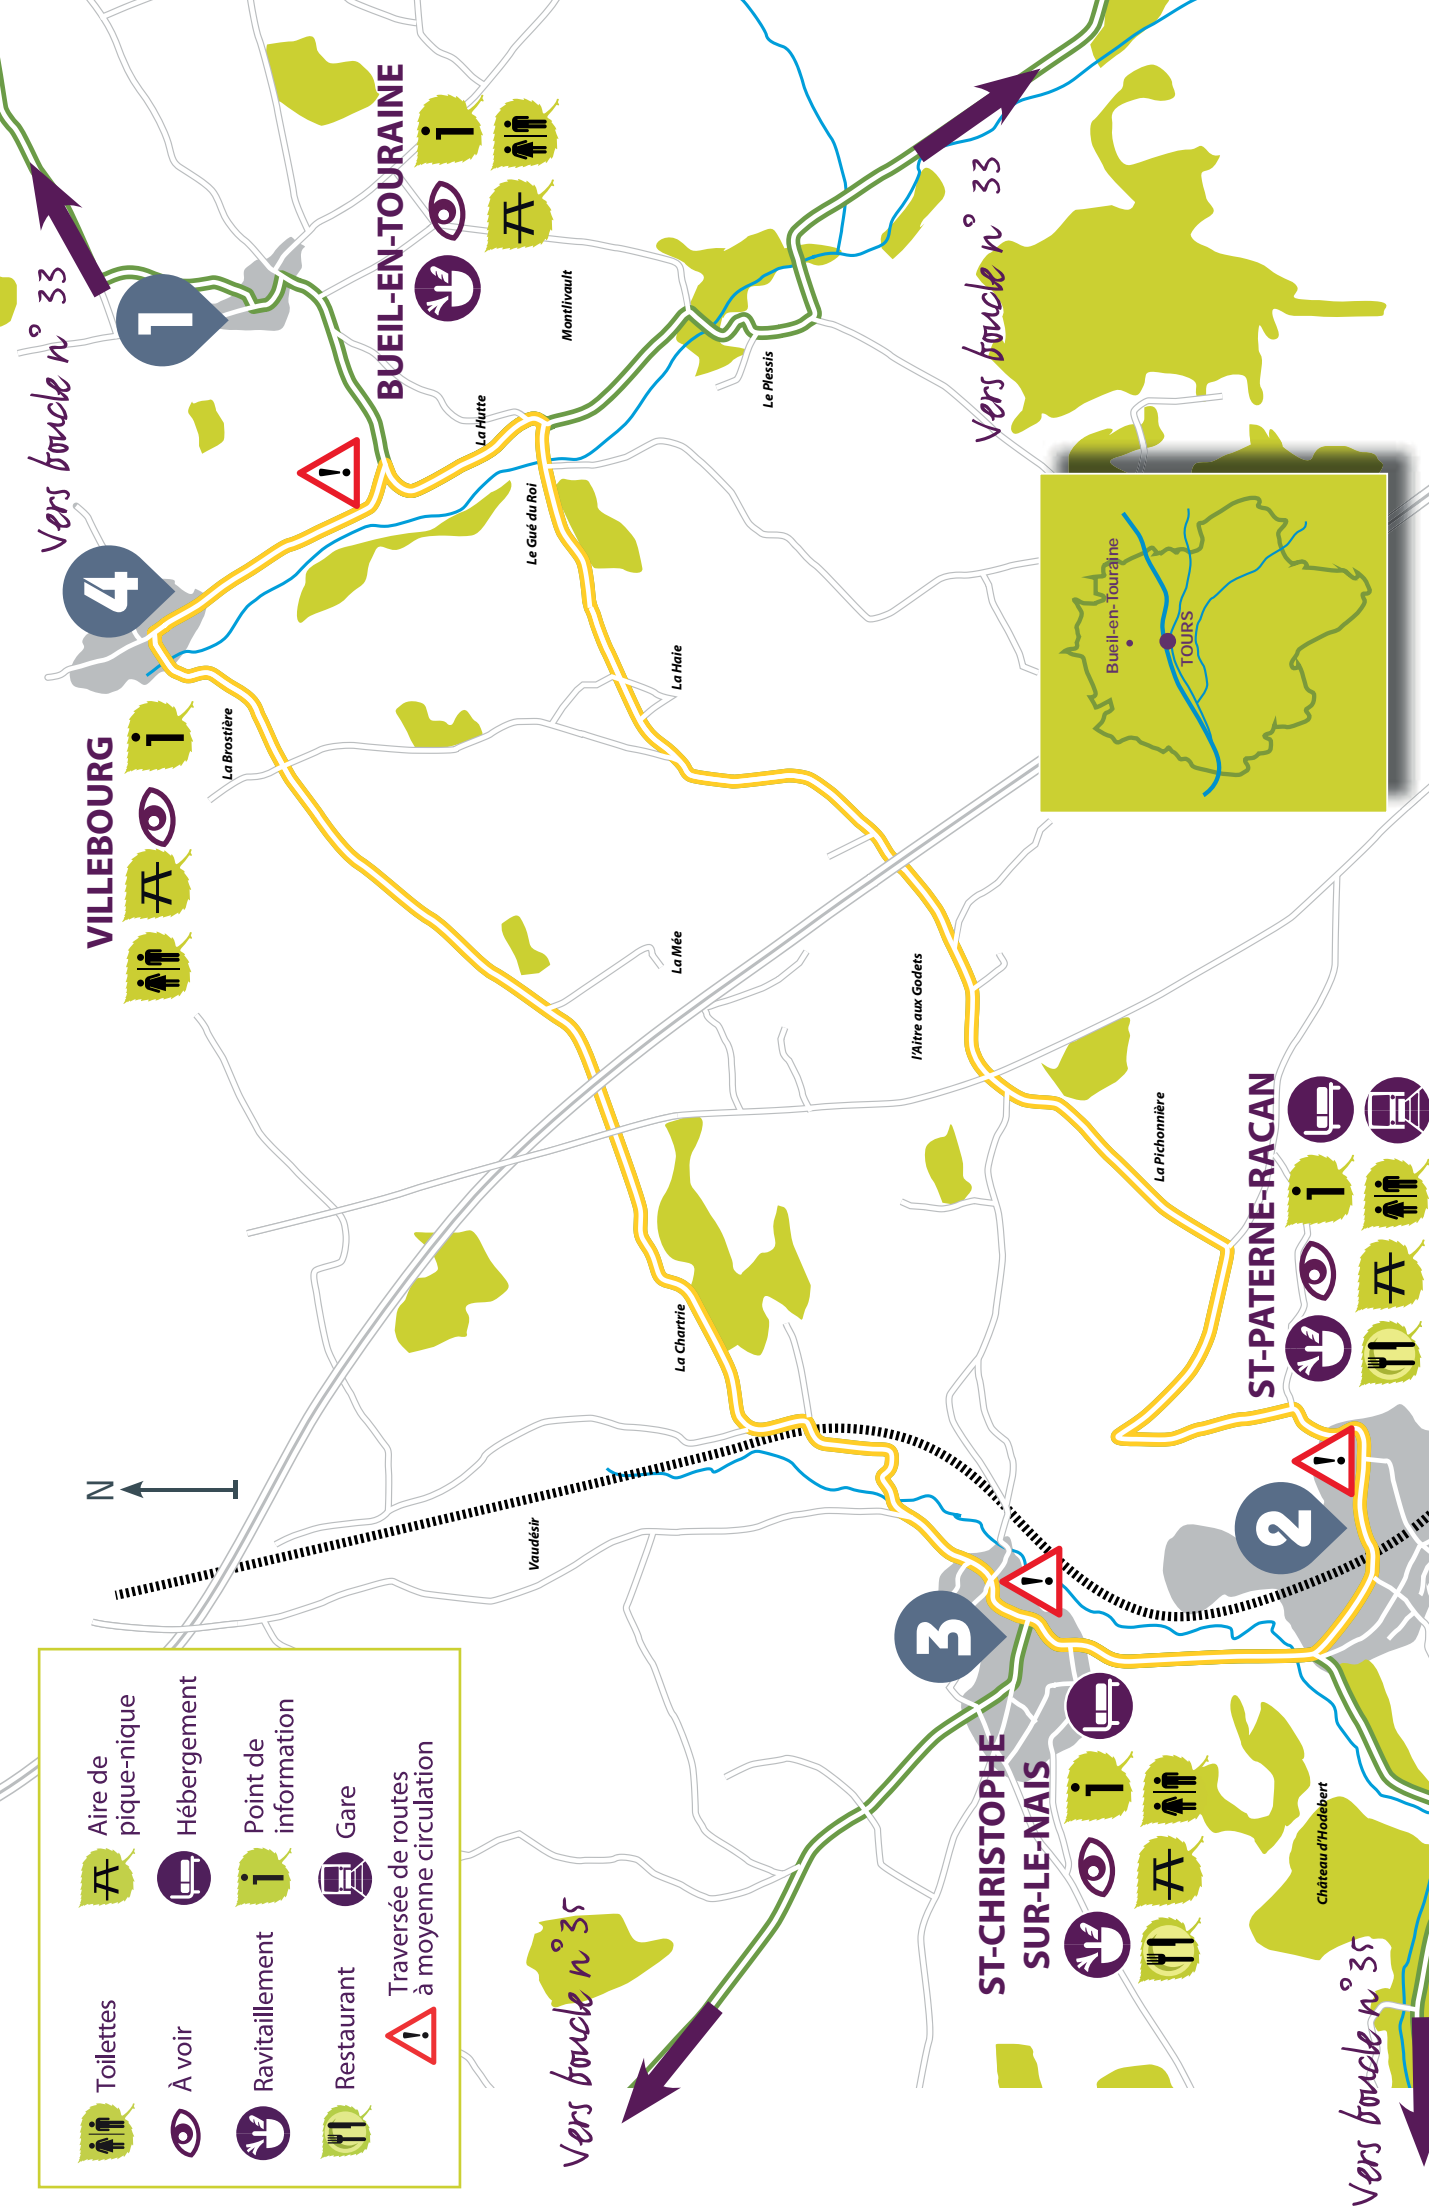 Toilettes
À voir
Ravitaillement
Restaurant
Aire de
pique-nique
Hébergement
Point de
information
Gare
Traversée de routes
à moyenne circulation
N
VILLEBOURG
4
Vers boucle n° 33
1
BUEIL-EN-TOURAINE
La Brostière
La Hutte
Montlivault
Le Gué du Roi
Le Plessis
Vers boucle n° 33
La Haie
La Mée
l'Aitre aux Godets
La Pichonnière
La Chartrie
Vaudésir
Bueil-en-Touraine
TOURS
ST-PATERNE-RACAN
2
3
ST-CHRISTOPHE
SUR-LE-NAIS
Château d'Hodebert
Vers boucle n°35
Vers boucle n°35